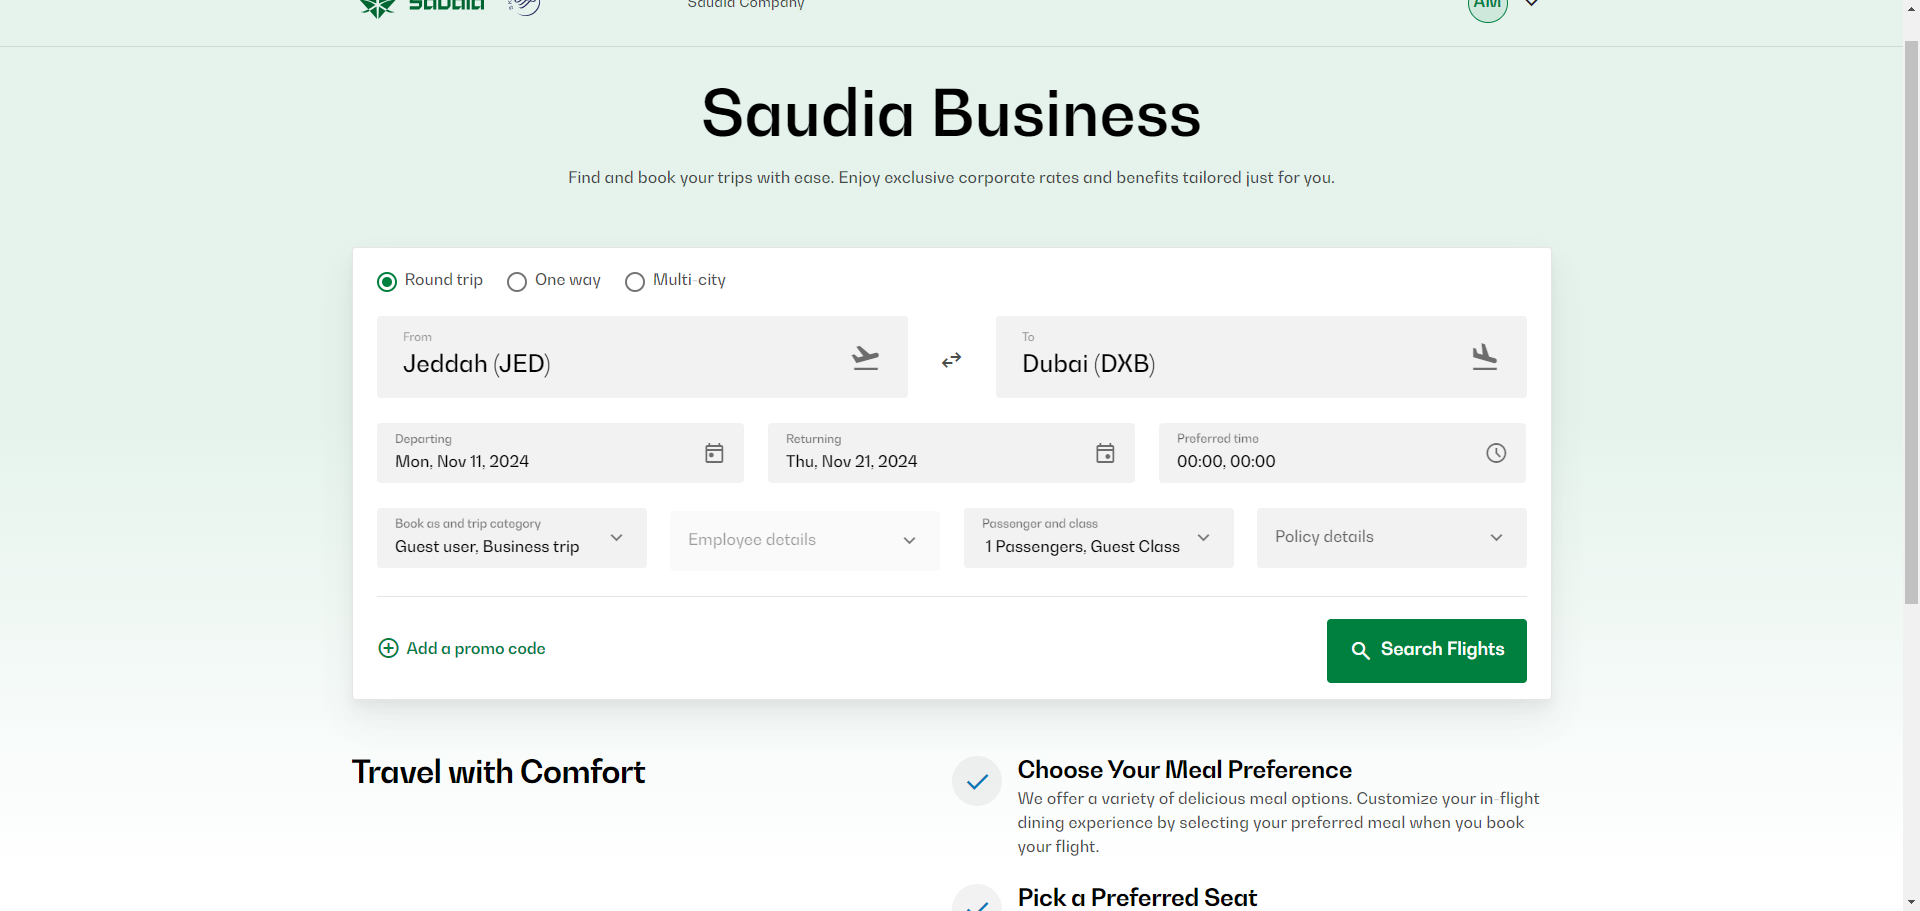 saudia
Saudia Company
AM
Saudia Business
Find and book your trips with ease. Enjoy exclusive corporate rates and benefits tailored just for you.
Round trip
One way
Multi-city
From
Jeddah (JED)
To
Dubai (DXB)
Departing
Mon, Nov 11, 2024
Returning
Thu, Nov 21, 2024
Preferred time
00:00, 00:00
Book as and trip category
Guest user, Business trip
Employee details
Passenger and class
1 Passengers, Guest Class
Policy details
Add a promo code
Search Flights
Travel with Comfort
Choose Your Meal Preference
We offer a variety of delicious meal options. Customize your in-flight
dining experience by selecting your preferred meal when you book
your flight.
Pick a Preferred Seat